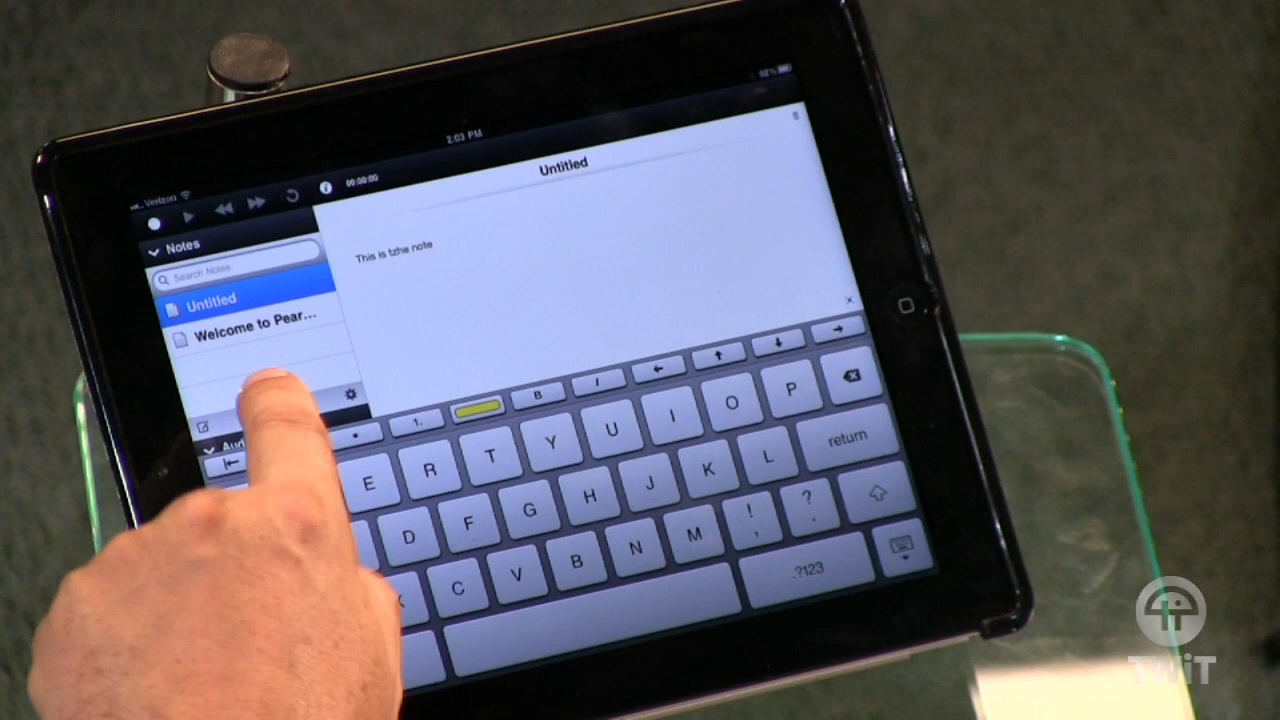 Verizon
2:03 PM
92%
00:00:00
Notes
Untitled
Search Notes
Untitled
Welcome to Pear...
This is tzhe note
1.
B
I
E R T Y U I O P
D F G H J K L return
C V B N M ! , ? .
.?123
TWiT